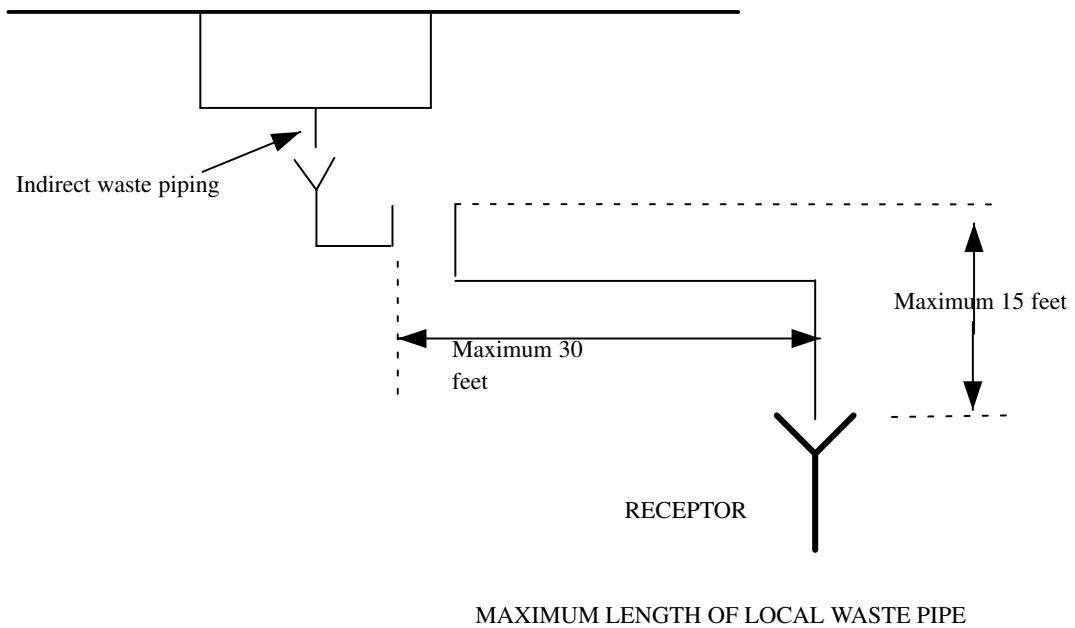 Indirect waste piping
Maximum 15 feet
Maximum 30
feet
RECEPTOR
MAXIMUM LENGTH OF LOCAL WASTE PIPE